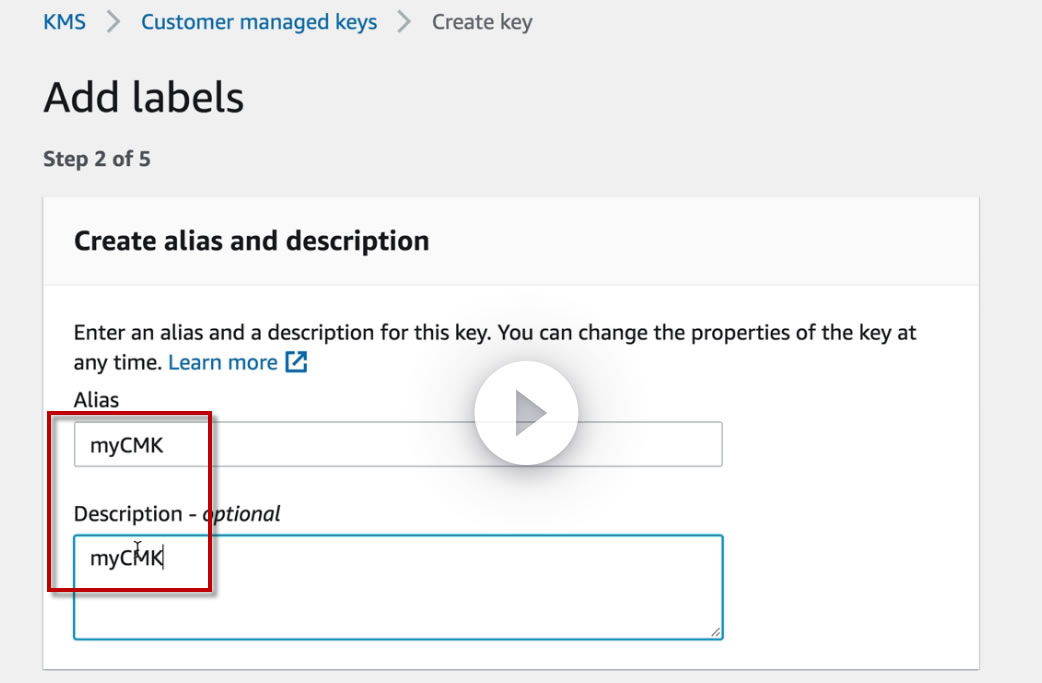 KMS > Customer managed keys > Create key
Add labels
Step 2 of 5
Create alias and description
Enter an alias and a description for this key. You can change the properties of the key at
any time. Learn more
Alias
myCMK
Description - optional
myCMK